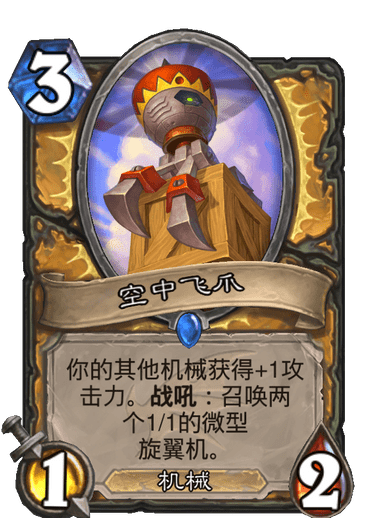 3
空中飞爪
你的其他机械获得+1攻
击力。战吼：召唤两
个1/1的微型
旋翼机。
1
机械
2